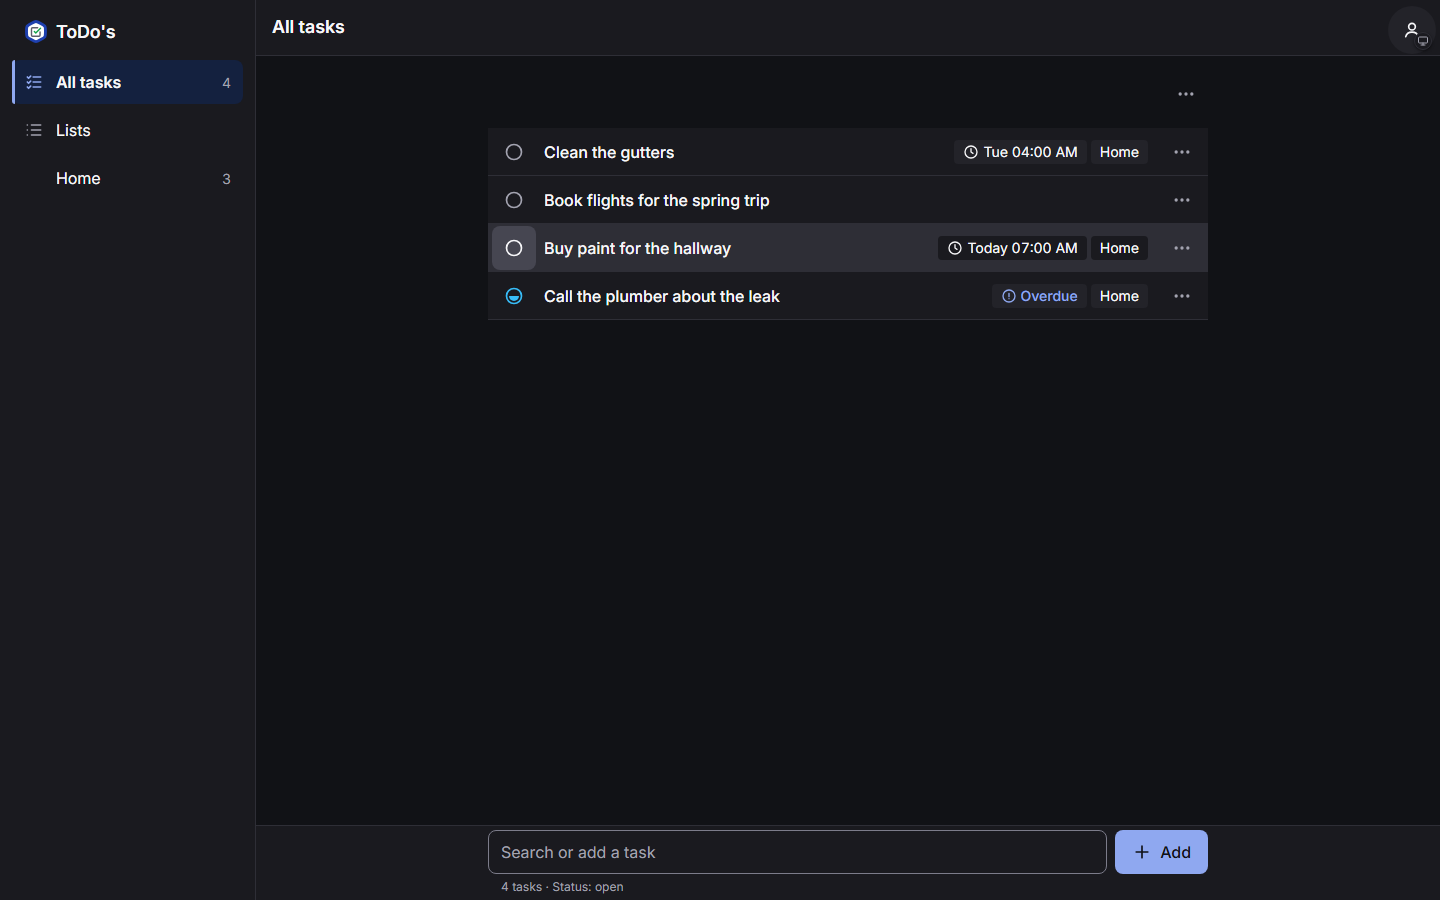 ToDo's
All tasks 4
Lists
Home 3
All tasks
Clean the gutters Tue 04:00 AM Home
Book flights for the spring trip
Buy paint for the hallway Today 07:00 AM Home
Call the plumber about the leak Overdue Home
Search or add a task Add
4 tasks · Status: open